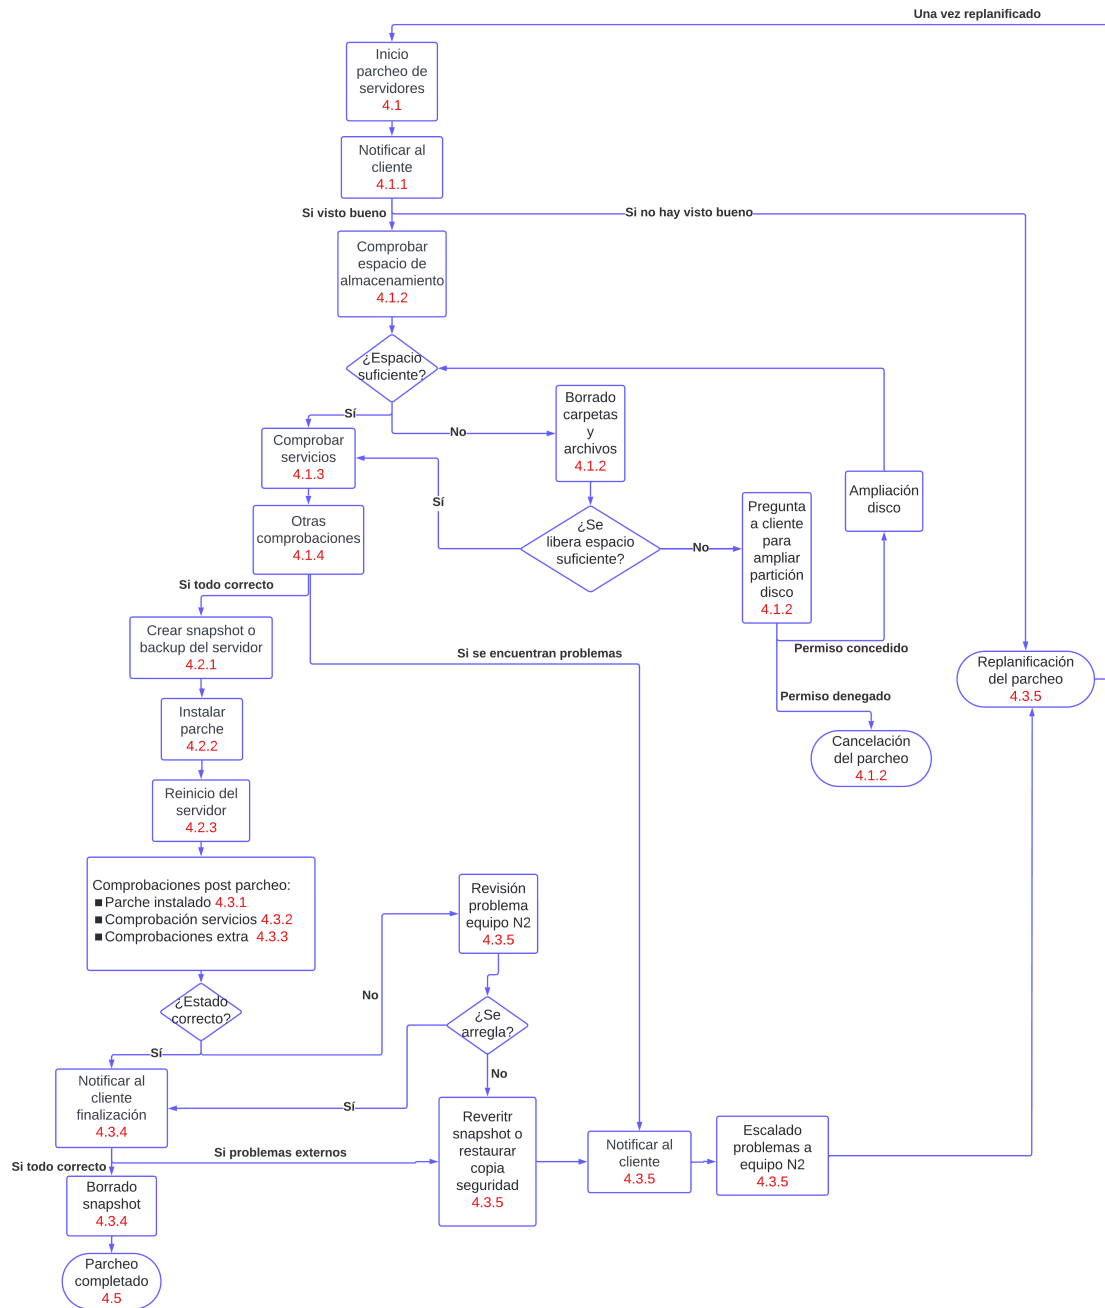 Una vez replanificado
Inicio
parcheo de
servidores
4.1
Notificar al
cliente
4.1.1
Si visto bueno
Si no hay visto bueno
Comprobar
espacio de
almacenamiento
4.1.2
¿Espacio
suficiente?
Sí
No
Borrado
carpetas
y
archivos
4.1.2
Comprobar
servicios
4.1.3
Sí
¿Se
libera espacio
suficiente?
No
Pregunta
a cliente
para
ampliar
partición
disco
4.1.2
Ampliación
disco
Otras
comprobaciones
4.1.4
Si todo correcto
Si se encuentran problemas
Permiso concedido
Permiso denegado
Replanificación
del parcheo
4.3.5
Cancelación
del parcheo
4.1.2
Crear snapshot o
backup del servidor
4.2.1
Instalar
parche
4.2.2
Reinicio del
servidor
4.2.3
Comprobaciones post parcheo:
▪ Parche instalado 4.3.1
▪ Comprobación servicios 4.3.2
▪ Comprobaciones extra 4.3.3
Revisión
problema
equipo N2
4.3.5
¿Estado
correcto?
No
Sí
¿Se
arregla?
No
Sí
Notificar al
cliente
finalización
4.3.4
Si problemas externos
Si todo correcto
Reveritr
snapshot o
restaurar
copia
seguridad
4.3.5
Notificar al
cliente
4.3.5
Escalado
problemas a
equipo N2
4.3.5
Borrado
snapshot
4.3.4
Parcheo
completado
4.5